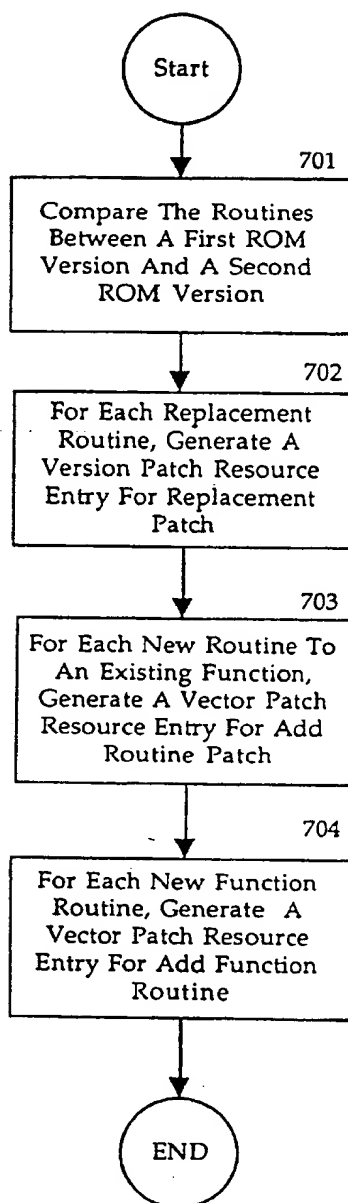 Start
701
Compare The Routines
Between A First ROM
Version And A Second
ROM Version
702
For Each Replacement
Routine, Generate A
Version Patch Resource
Entry For Replacement
Patch
703
For Each New Routine To
An Existing Function,
Generate A Vector Patch
Resource Entry For Add
Routine Patch
704
For Each New Function
Routine, Generate A
Vector Patch Resource
Entry For Add Function
Routine
END